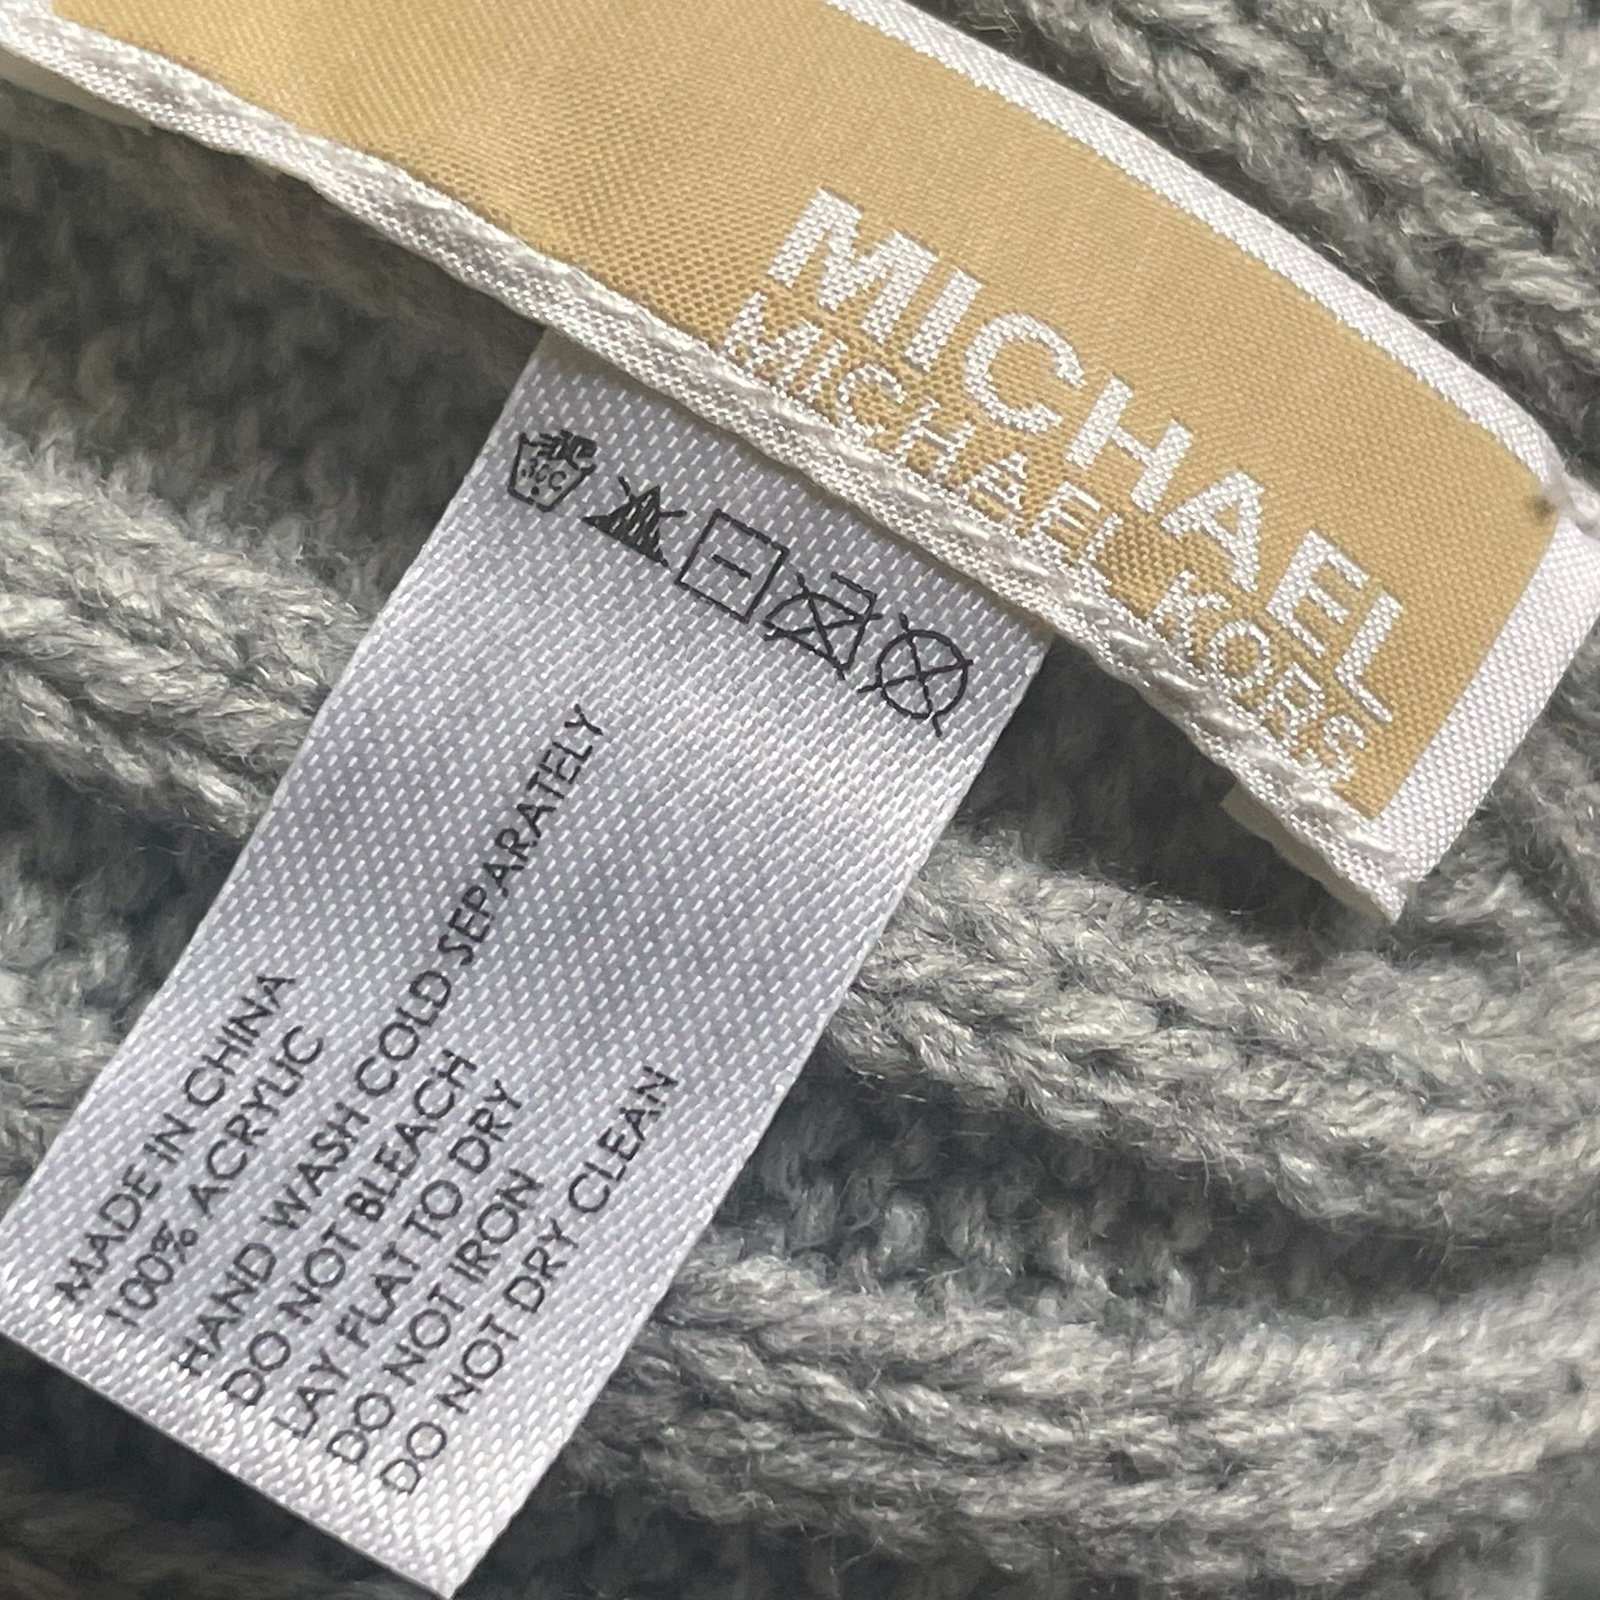 MICHAEL
MICHAEL KORS
30C
MADE IN CHINA
100% ACRYLIC
HAND WASH COLD SEPARATELY
DO NOT BLEACH
LAY FLAT TO DRY
DO NOT IRON
DO NOT DRY CLEAN